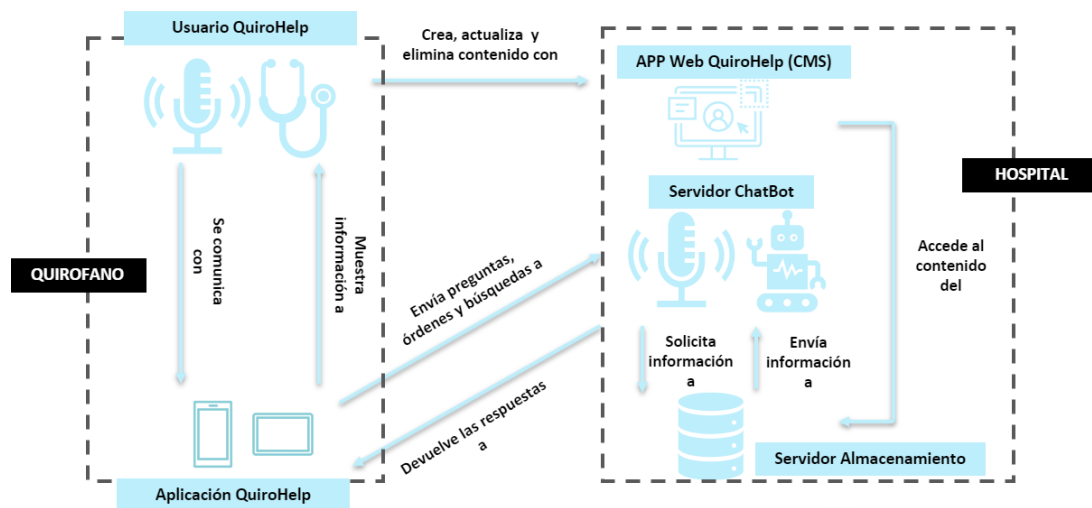 Usuario QuiroHelp
Crea, actualiza y
elimina contenido con
APP Web QuiroHelp (CMS)
HOSPITAL
Servidor ChatBot
Se comunica
con
Muestra
información a
QUIROFANO
Envía preguntas,
órdenes y búsquedas a
Accede al
contenido
del
Solicita
información
a
Envía
información
a
Devuelve las respuestas
a
Servidor Almacenamiento
Aplicación QuiroHelp